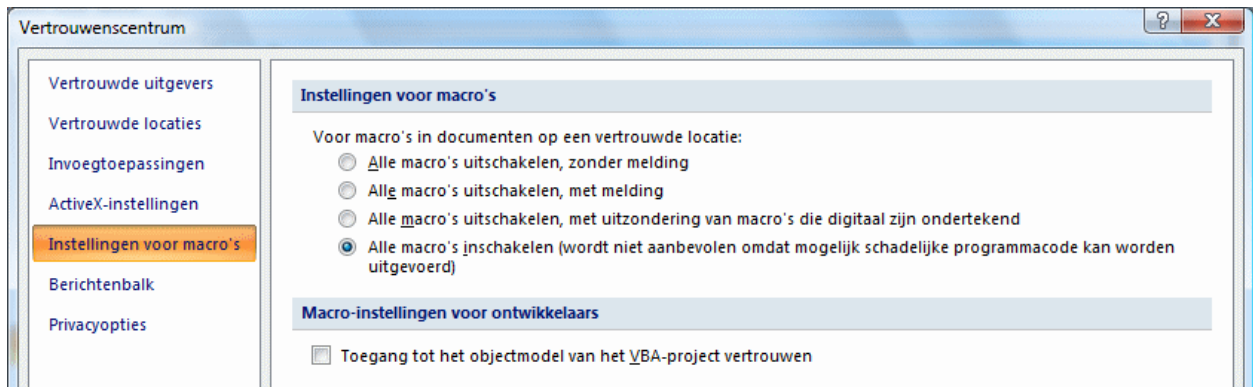 Vertrouwenscentrum
Vertrouwde uitgevers
Vertrouwde locaties
Invoegtoepassingen
ActiveX-instellingen
Instellingen voor macro's
Berichtenbalk
Privacyopties
Instellingen voor macro's
Voor macro's in documenten op een vertrouwde locatie:
Alle macro's uitschakelen, zonder melding
Alle macro's uitschakelen, met melding
Alle macro's uitschakelen, met uitzondering van macro's die digitaal zijn ondertekend
Alle macro's inschakelen (wordt niet aanbevolen omdat mogelijk schadelijke programmacode kan worden
uitgevoerd)
Macro-instellingen voor ontwikkelaars
Toegang tot het objectmodel van het VBA-project vertrouwen